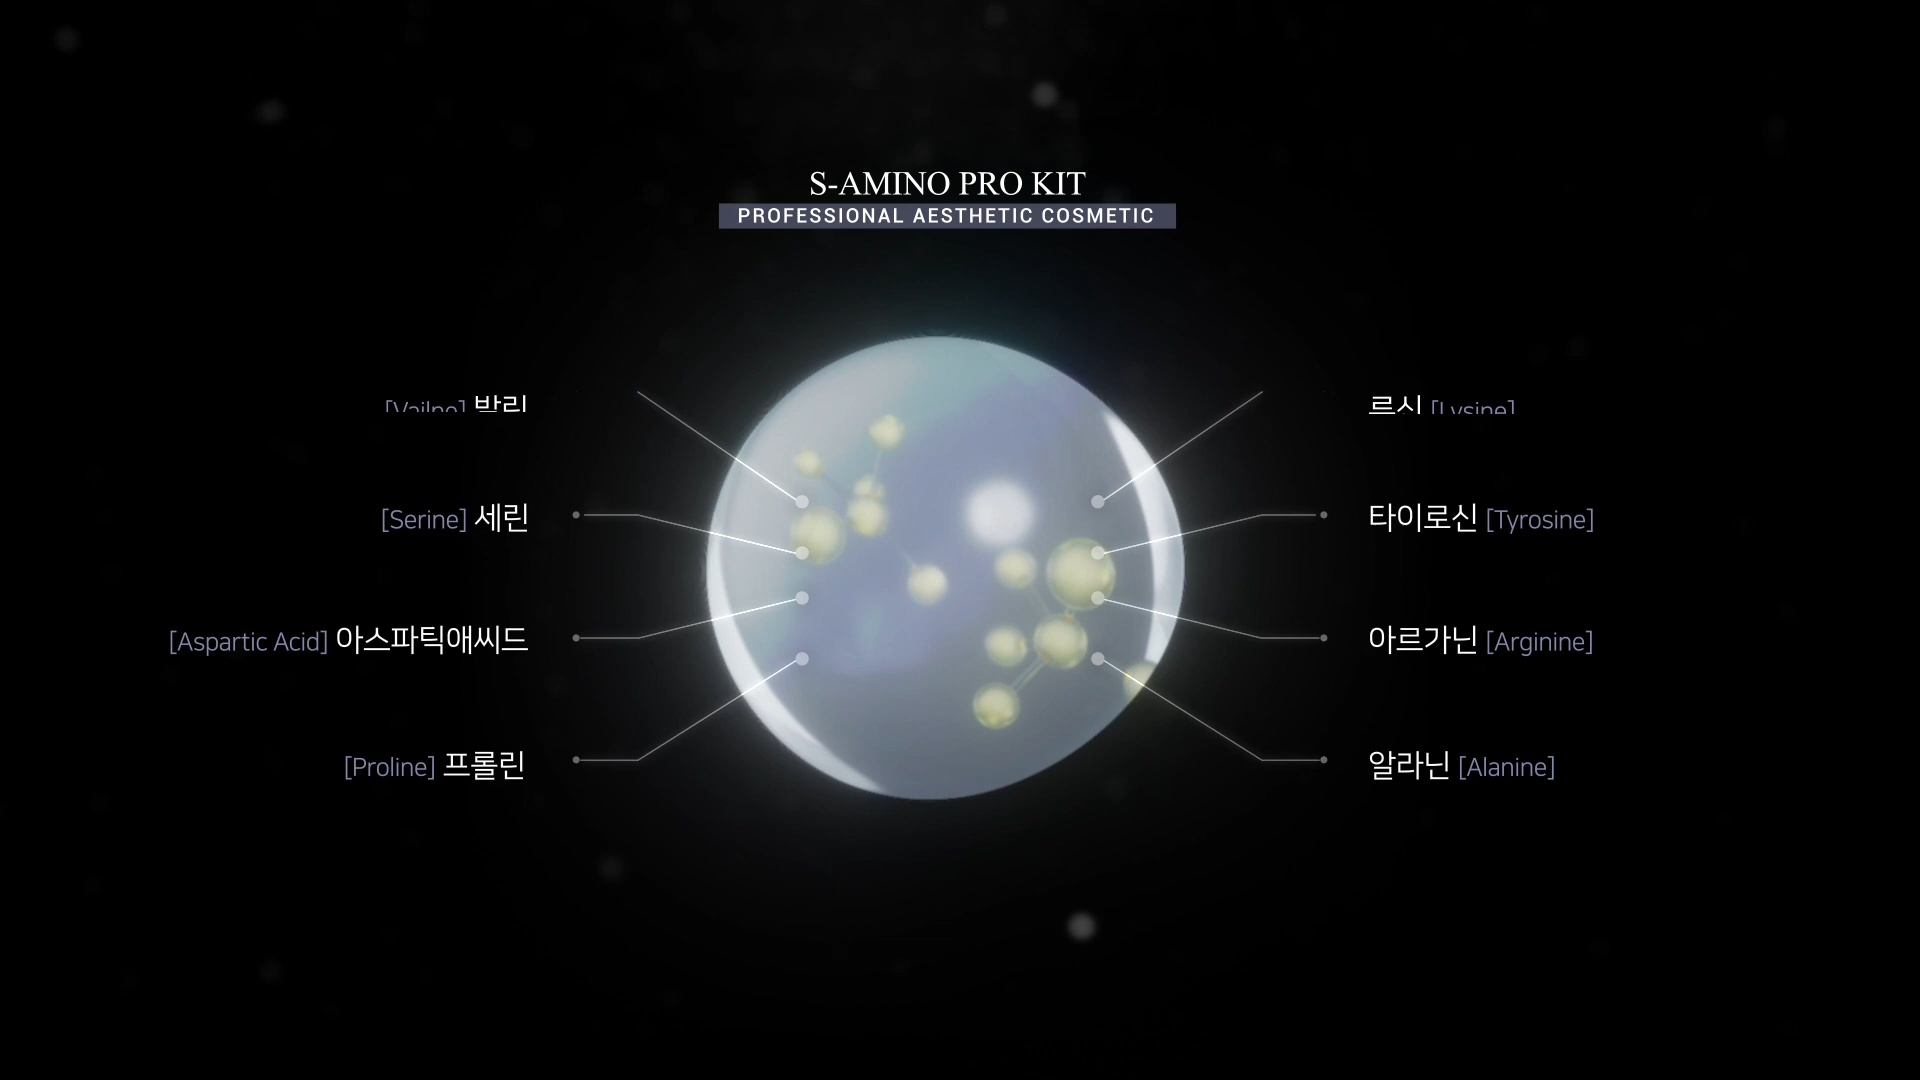 S-AMINO PRO KIT
PROFESSIONAL AESTHETIC COSMETIC
[Serine] 세린
[Aspartic Acid] 아스파틱애씨드
[Proline] 프롤린
[Lysine]
타이로신 [Tyrosine]
아르가닌 [Arginine]
알라닌 [Alanine]